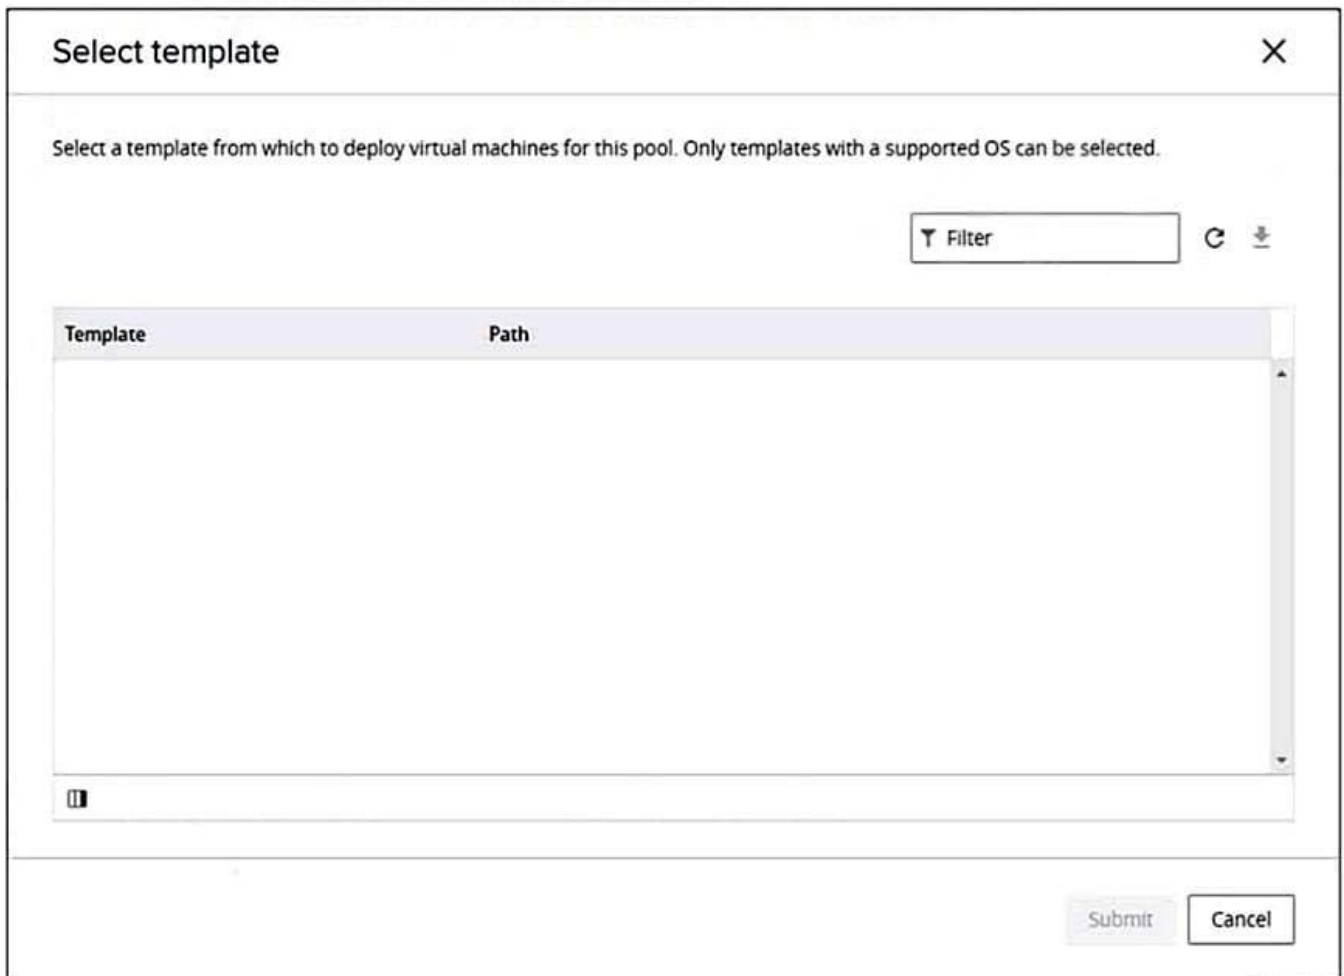 Select template
Select a template from which to deploy virtual machines for this pool. Only templates with a supported OS can be selected.
Filter
Template Path
Submit Cancel